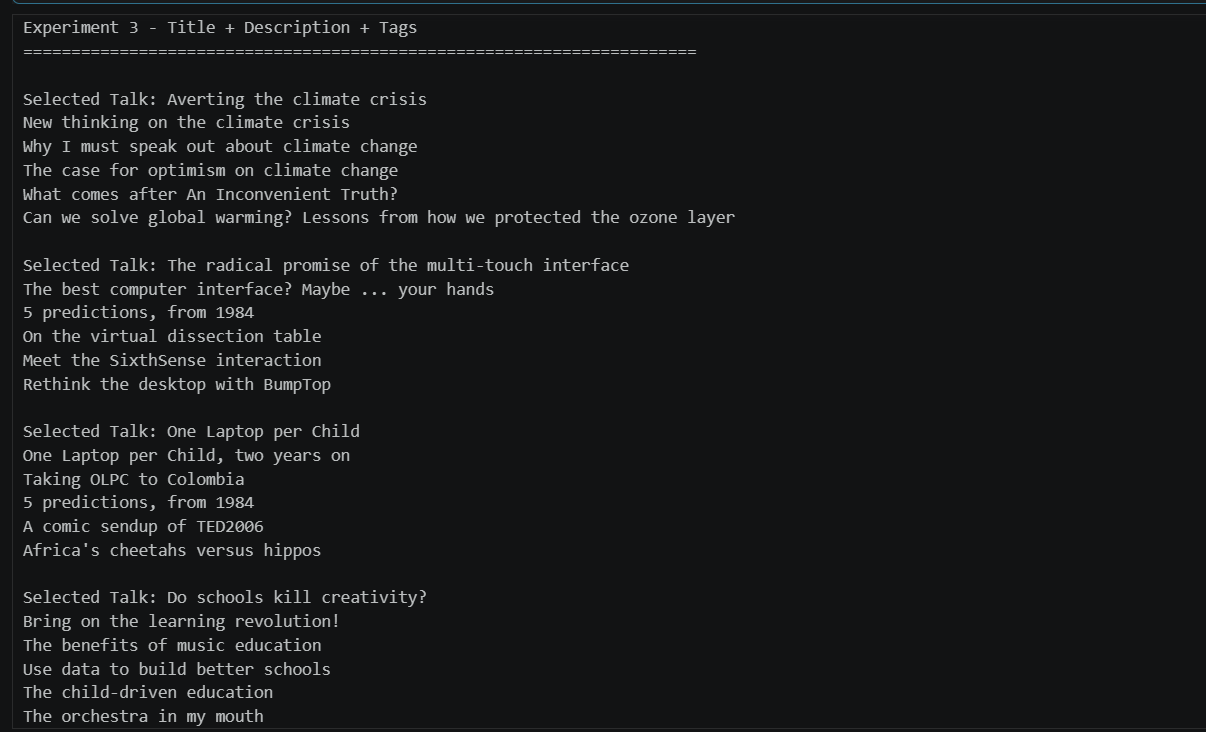 Experiment 3 - Title + Description + Tags
======================================================================
Selected Talk: Averting the climate crisis
New thinking on the climate crisis
Why I must speak out about climate change
The case for optimism on climate change
What comes after An Inconvenient Truth?
Can we solve global warming? Lessons from how we protected the ozone layer
Selected Talk: The radical promise of the multi-touch interface
The best computer interface? Maybe ... your hands
5 predictions, from 1984
On the virtual dissection table
Meet the SixthSense interaction
Rethink the desktop with BumpTop
Selected Talk: One Laptop per Child
One Laptop per Child, two years on
Taking OLPC to Colombia
5 predictions, from 1984
A comic sendup of TED2006
Africa's cheetahs versus hippos
Selected Talk: Do schools kill creativity?
Bring on the learning revolution!
The benefits of music education
Use data to build better schools
The child-driven education
The orchestra in my mouth